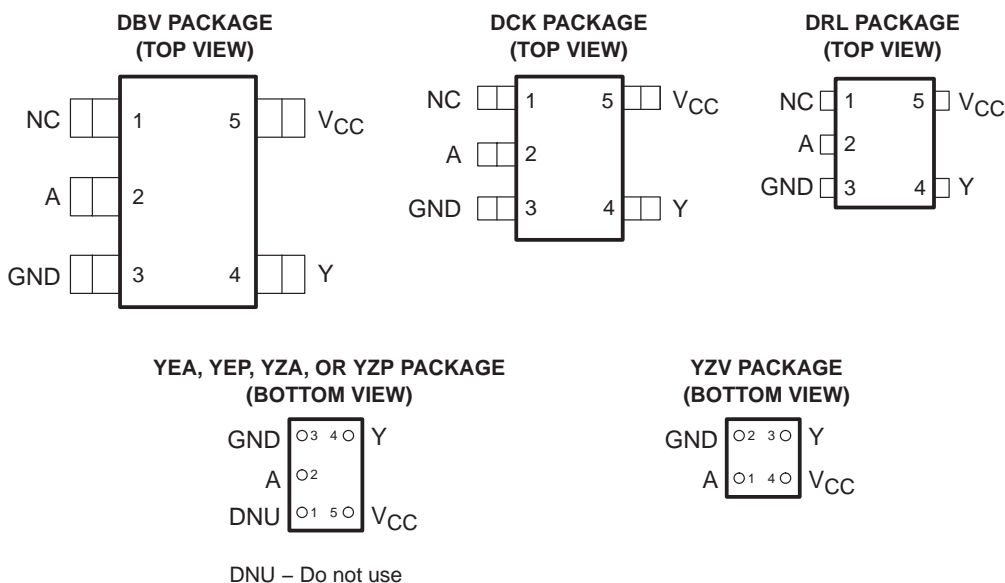 DBV PACKAGE
(TOP VIEW)
NC 1 5 VCC
A 2
GND 3 4 Y
DCK PACKAGE
(TOP VIEW)
NC 1 5 VCC
A 2
GND 3 4 Y
DRL PACKAGE
(TOP VIEW)
NC 1 5 VCC
A 2
GND 3 4 Y
YEA, YEP, YZA, OR YZP PACKAGE
(BOTTOM VIEW)
GND 3 4 Y
A 2
DNU 1 5 VCC
DNU – Do not use
YZV PACKAGE
(BOTTOM VIEW)
GND 2 3 Y
A 1 4 VCC